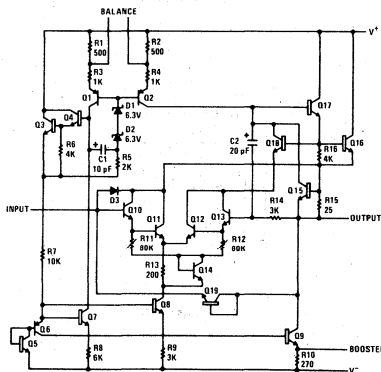 BALANCE
V+
R1
500
R2
500
R3
1K
R4
1K
Q3
Q4
Q1
Q2
D1
6.3V
D2
6.3V
Q17
R6
4K
C1
10 pF
R5
2K
C2
20 pF
Q18
R16
4K
Q16
D3
Q15
INPUT
Q10
Q11
Q12
Q13
R14
3K
R15
25
OUTPUT
R11
80K
R12
80K
R7
10K
R13
200
Q14
Q19
Q6
Q7
Q8
Q5
Q9
BOOSTER
R8
6K
R9
3K
R10
270
V-